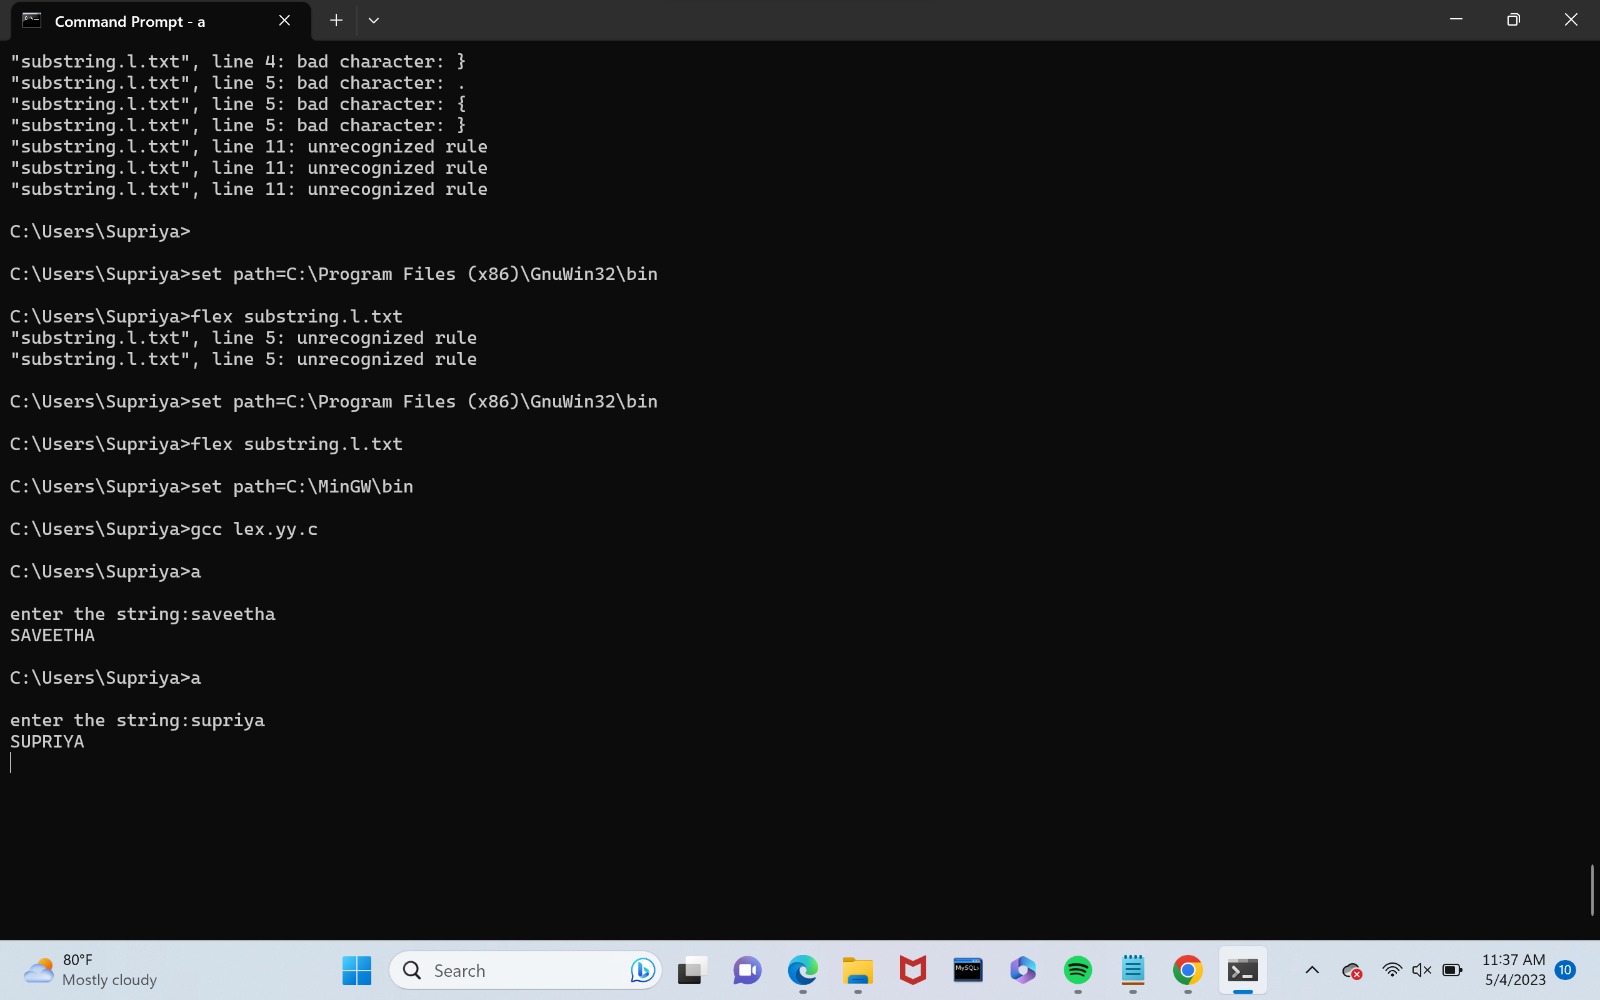 Command Prompt - a
"substring.l.txt", line 4: bad character: }
"substring.l.txt", line 5: bad character: .
"substring.l.txt", line 5: bad character: {
"substring.l.txt", line 5: bad character: }
"substring.l.txt", line 11: unrecognized rule
"substring.l.txt", line 11: unrecognized rule
"substring.l.txt", line 11: unrecognized rule
C:\Users\Supriya>
C:\Users\Supriya>set path=C:\Program Files (x86)\GnuWin32\bin
C:\Users\Supriya>flex substring.l.txt
"substring.l.txt", line 5: unrecognized rule
"substring.l.txt", line 5: unrecognized rule
C:\Users\Supriya>set path=C:\Program Files (x86)\GnuWin32\bin
C:\Users\Supriya>flex substring.l.txt
C:\Users\Supriya>set path=C:\MinGW\bin
C:\Users\Supriya>gcc lex.yy.c
C:\Users\Supriya>a
enter the string:saveetha
SAVEETHA
C:\Users\Supriya>a
enter the string:supriya
SUPRIYA
80°F
Mostly cloudy
Search
MySQL
11:37 AM
5/4/2023
10